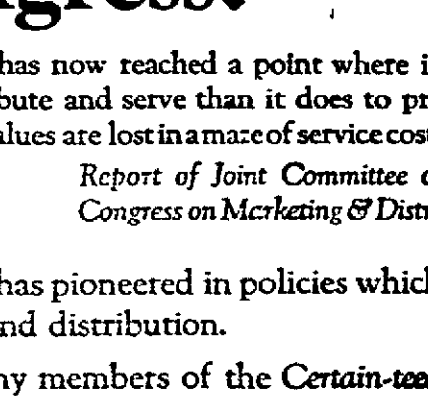 ngress?
has now reached a point where i
bute and serve than it does to pr
alues are lost in a maze of service cost
Report of Joint Committee o
Congress on Marketing & Distr
has pioneered in policies which
nd distribution.
ny members of the Certain-tee